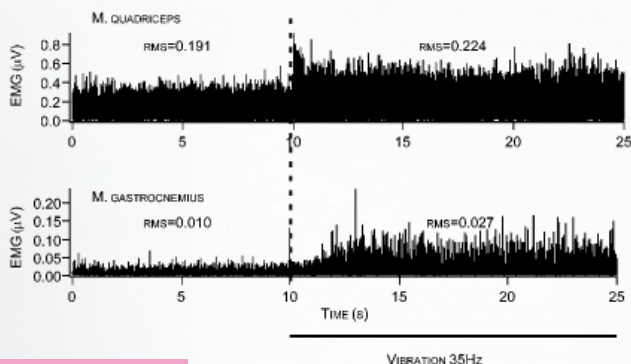 M. QUADRICEPS
RMS=0.191
RMS=0.224
EMG (µV)
0.8
0.6
0.4
0.2
0.0
0 5 10 15 20 25
M. GASTROCNEMIUS
RMS=0.010
RMS=0.027
EMG (µV)
0.20
0.15
0.10
0.05
0.00
0 5 10 15 20 25
TIME (s)
VIBRATION 35HZ